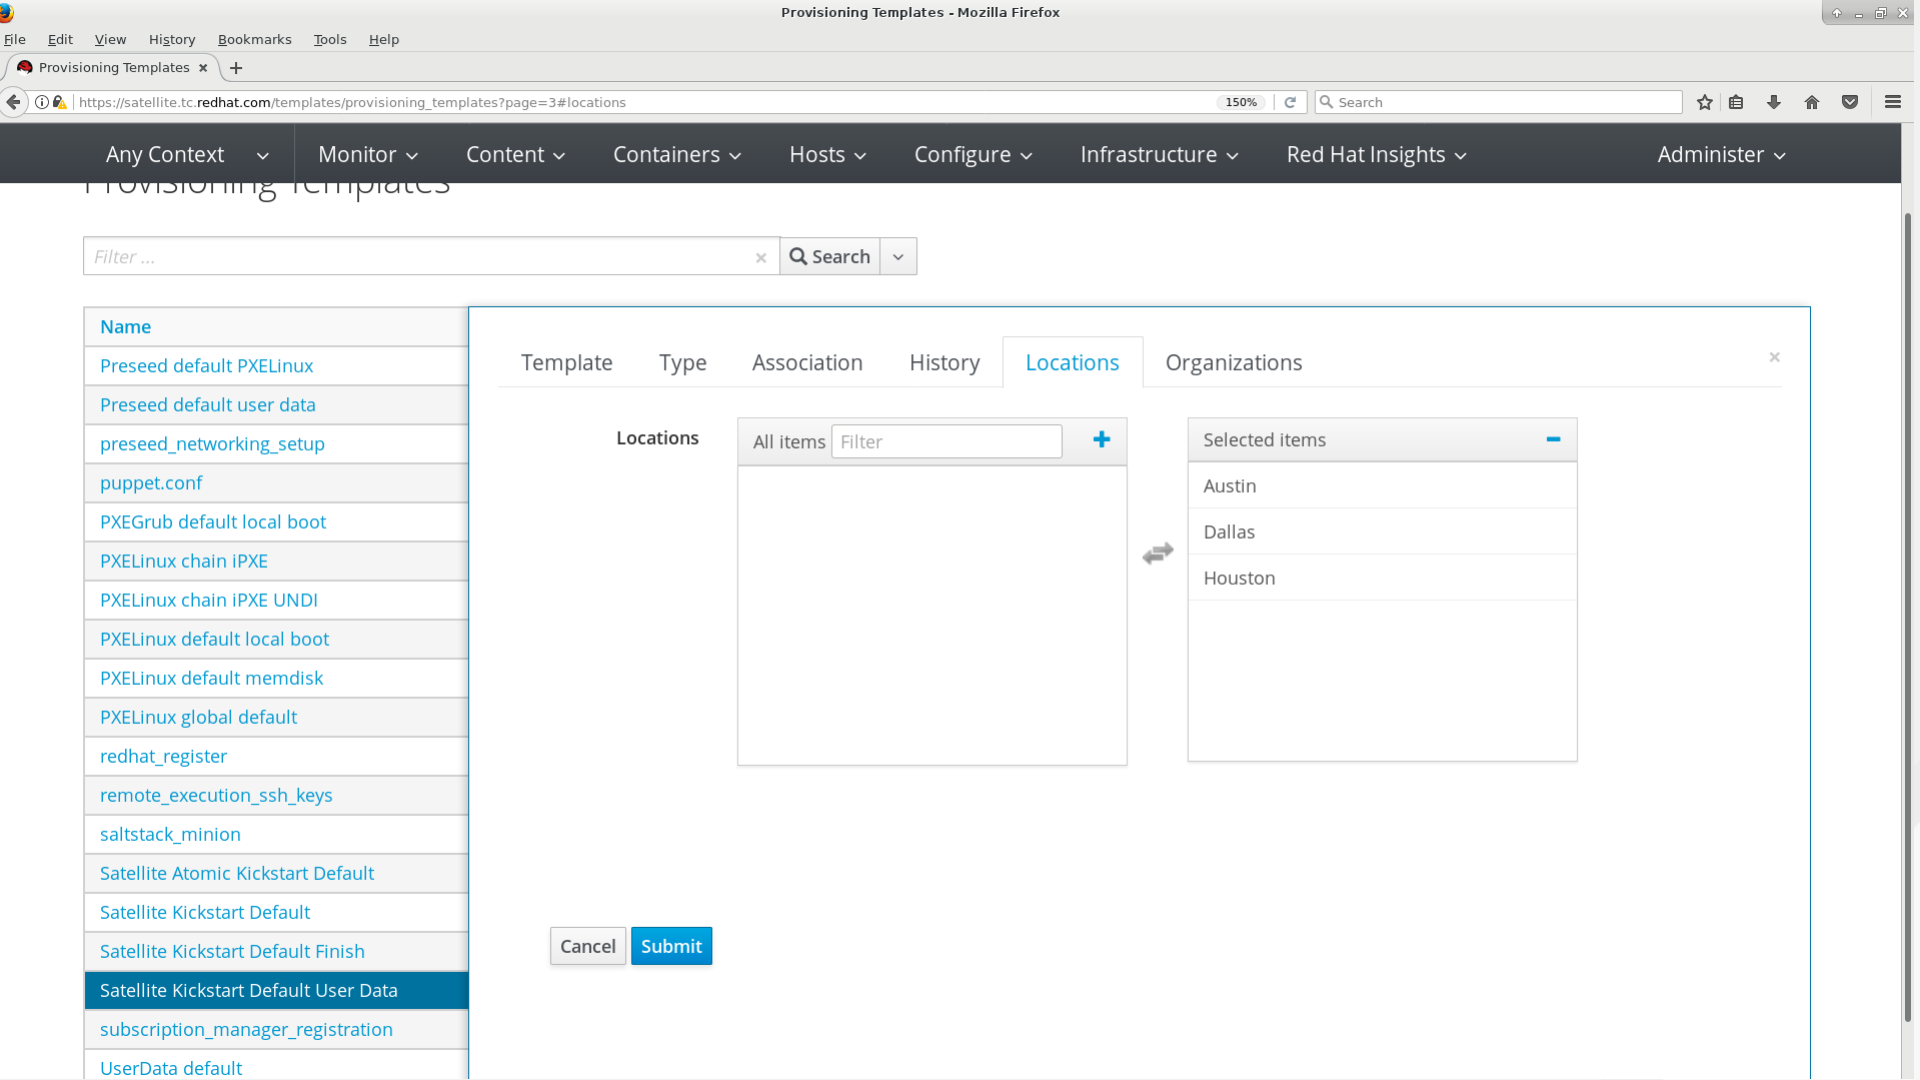 Provisioning Templates - Mozilla Firefox
File Edit View History Bookmarks Tools Help
Provisioning Templates
https://satellite.tc.redhat.com/templates/provisioning_templates?page=3#locations 150% Search
Any Context Monitor Content Containers Hosts Configure Infrastructure Red Hat Insights Administer
Provisioning Templates
Filter ... Search
Name
Preseed default PXELinux
Preseed default user data
preseed_networking_setup
puppet.conf
PXEGrub default local boot
PXELinux chain iPXE
PXELinux chain iPXE UNDI
PXELinux default local boot
PXELinux default memdisk
PXELinux global default
redhat_register
remote_execution_ssh_keys
saltstack_minion
Satellite Atomic Kickstart Default
Satellite Kickstart Default
Satellite Kickstart Default Finish
Satellite Kickstart Default User Data
subscription_manager_registration
UserData default
Template Type Association History Locations Organizations
Locations
All items Filter
Selected items
Austin
Dallas
Houston
Cancel Submit